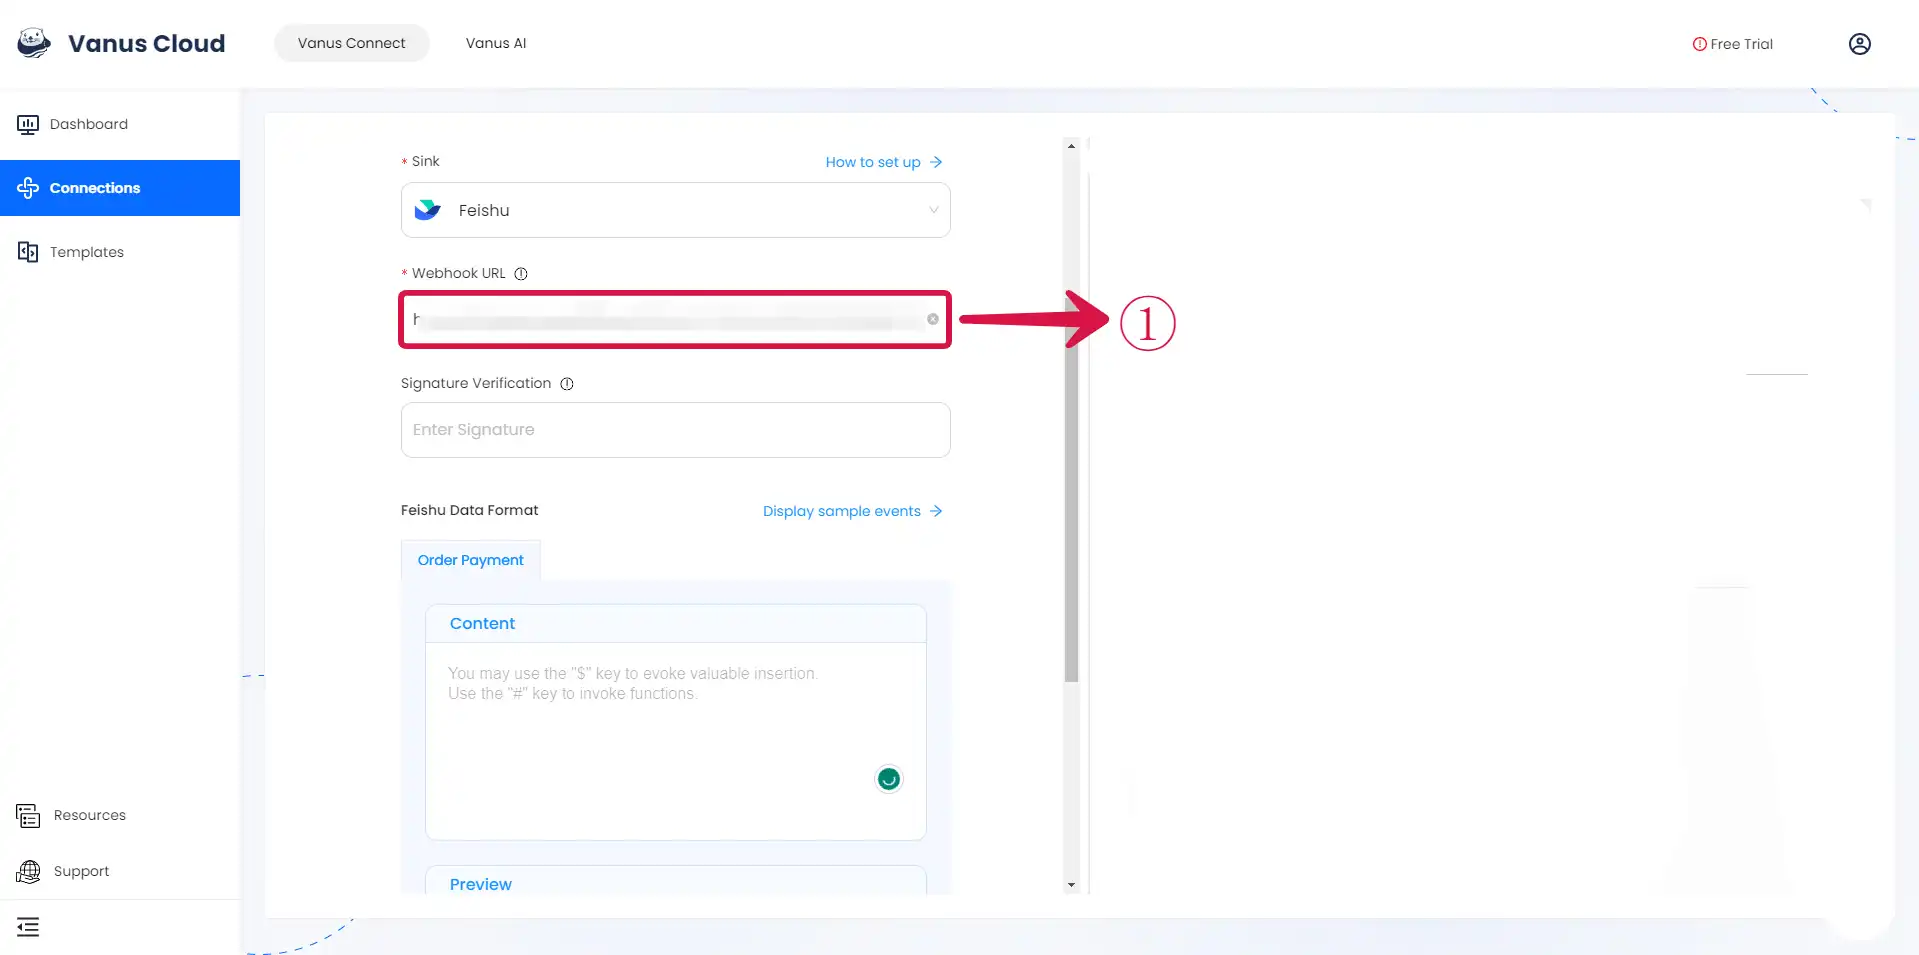 Vanus Cloud
Vanus Connect
Vanus AI
Free Trial
Dashboard
Connections
Templates
Resources
Support
* Sink
How to set up →
Feishu
* Webhook URL
h
①
Signature Verification
Enter Signature
Feishu Data Format
Display sample events →
Order Payment
Content
You may use the "$" key to evoke valuable insertion.
Use the "#" key to invoke functions.
Preview